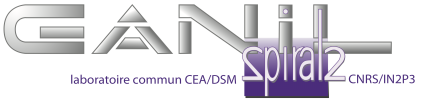 GANIL
spiral2
laboratoire commun CEA/DSM CNRS/IN2P3